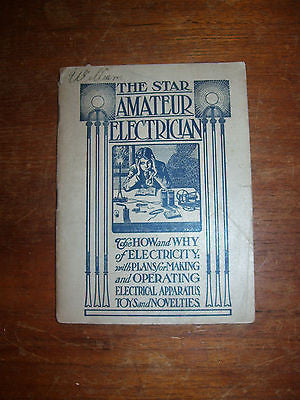 William
THE STAR
AMATEUR
ELECTRICIAN
The HOW and WHY
of ELECTRICITY:
with PLANS for MAKING
and OPERATING
ELECTRICAL APPARATUS,
TOYS and NOVELTIES.